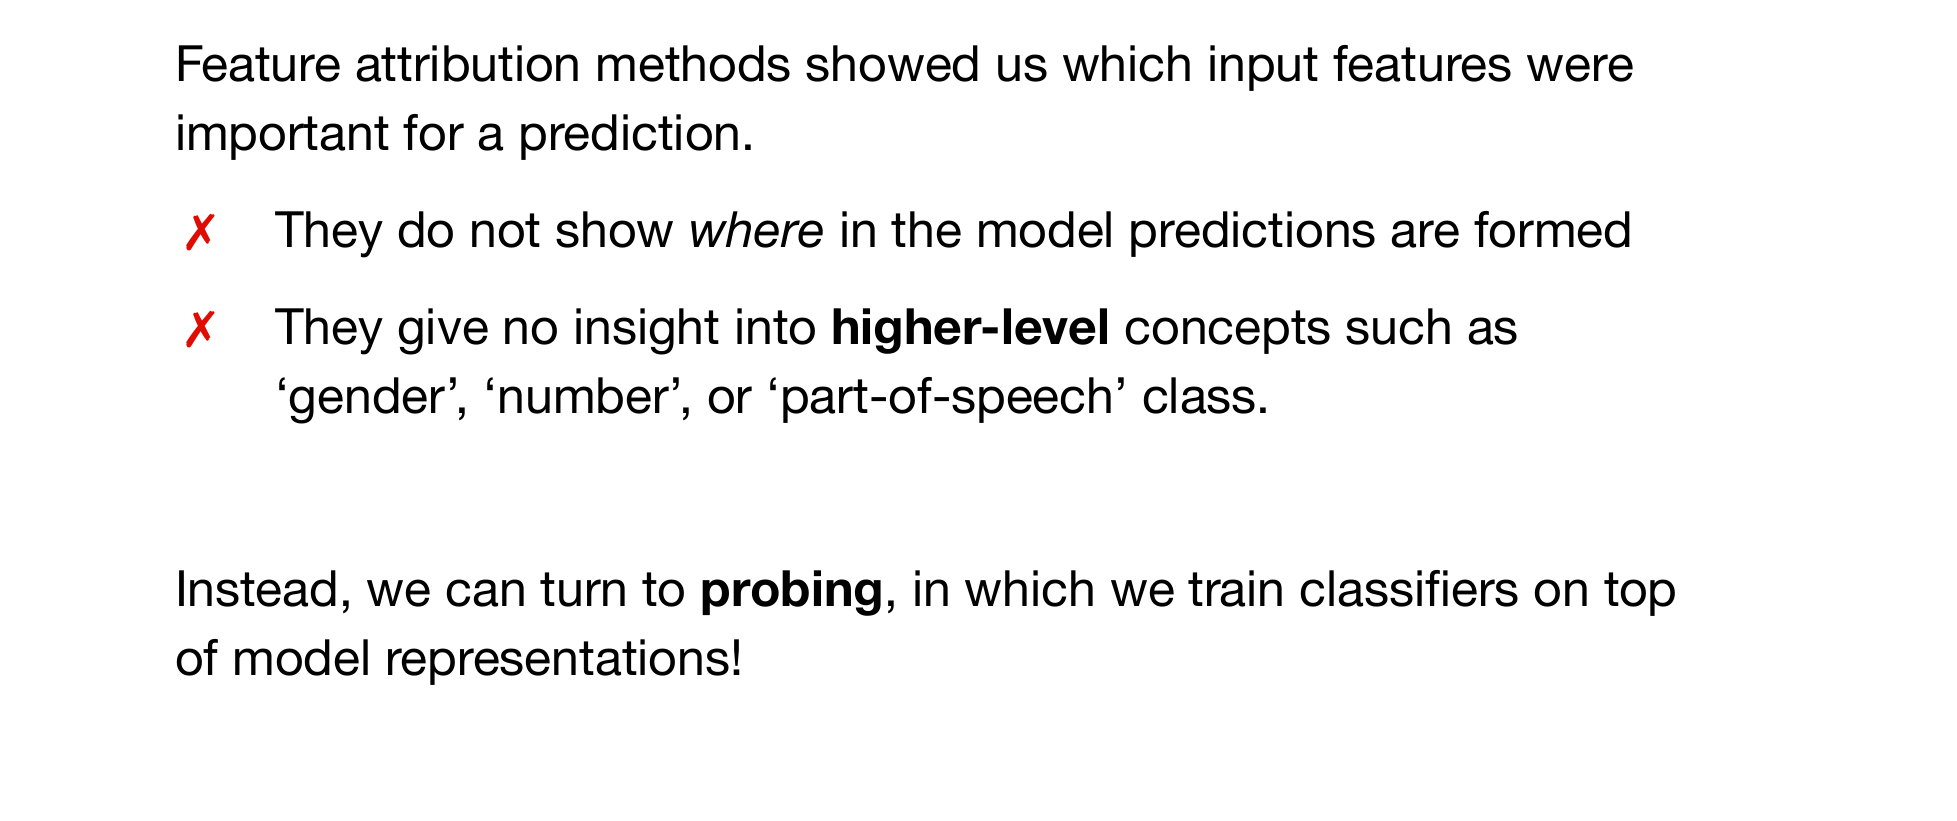 Feature attribution methods showed us which input features were
important for a prediction.
✗ They do not show where in the model predictions are formed
✗ They give no insight into higher-level concepts such as
‘gender’, ‘number’, or ‘part-of-speech’ class.
Instead, we can turn to probing, in which we train classifiers on top
of model representations!